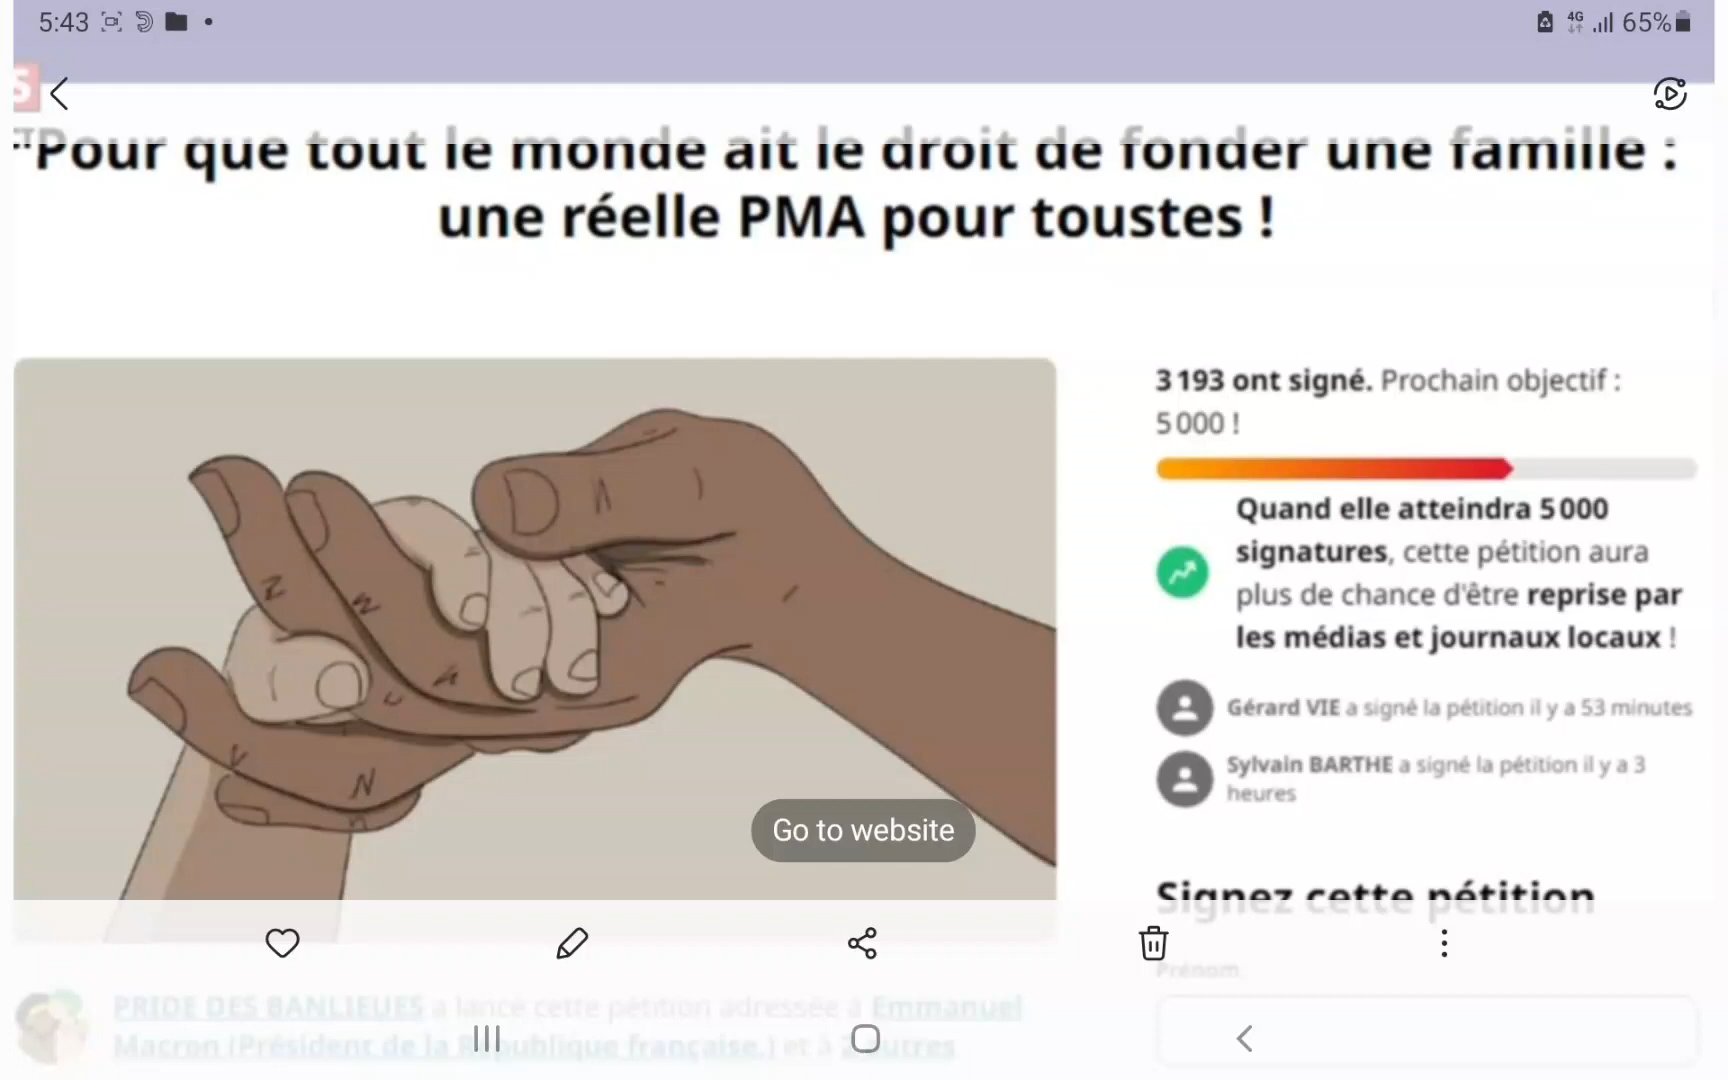 5:43
4G
65%
S
Pour que tout le monde ait le droit de fonder une famille :
une réelle PMA pour toustes !
3 193 ont signé. Prochain objectif :
5 000 !
Quand elle atteindra 5 000
signatures, cette pétition aura
plus de chance d'être reprise par
les médias et journaux locaux !
Gérard VIE a signé la pétition il y a 53 minutes
Sylvain BARTHE a signé la pétition il y a 3
heures
Go to website
Signez cette pétition
Prénom
PRIDE DES BANLIEUES a lancé cette pétition adressée à Emmanuel
Macron (Président de la République française,) et à 2 autres